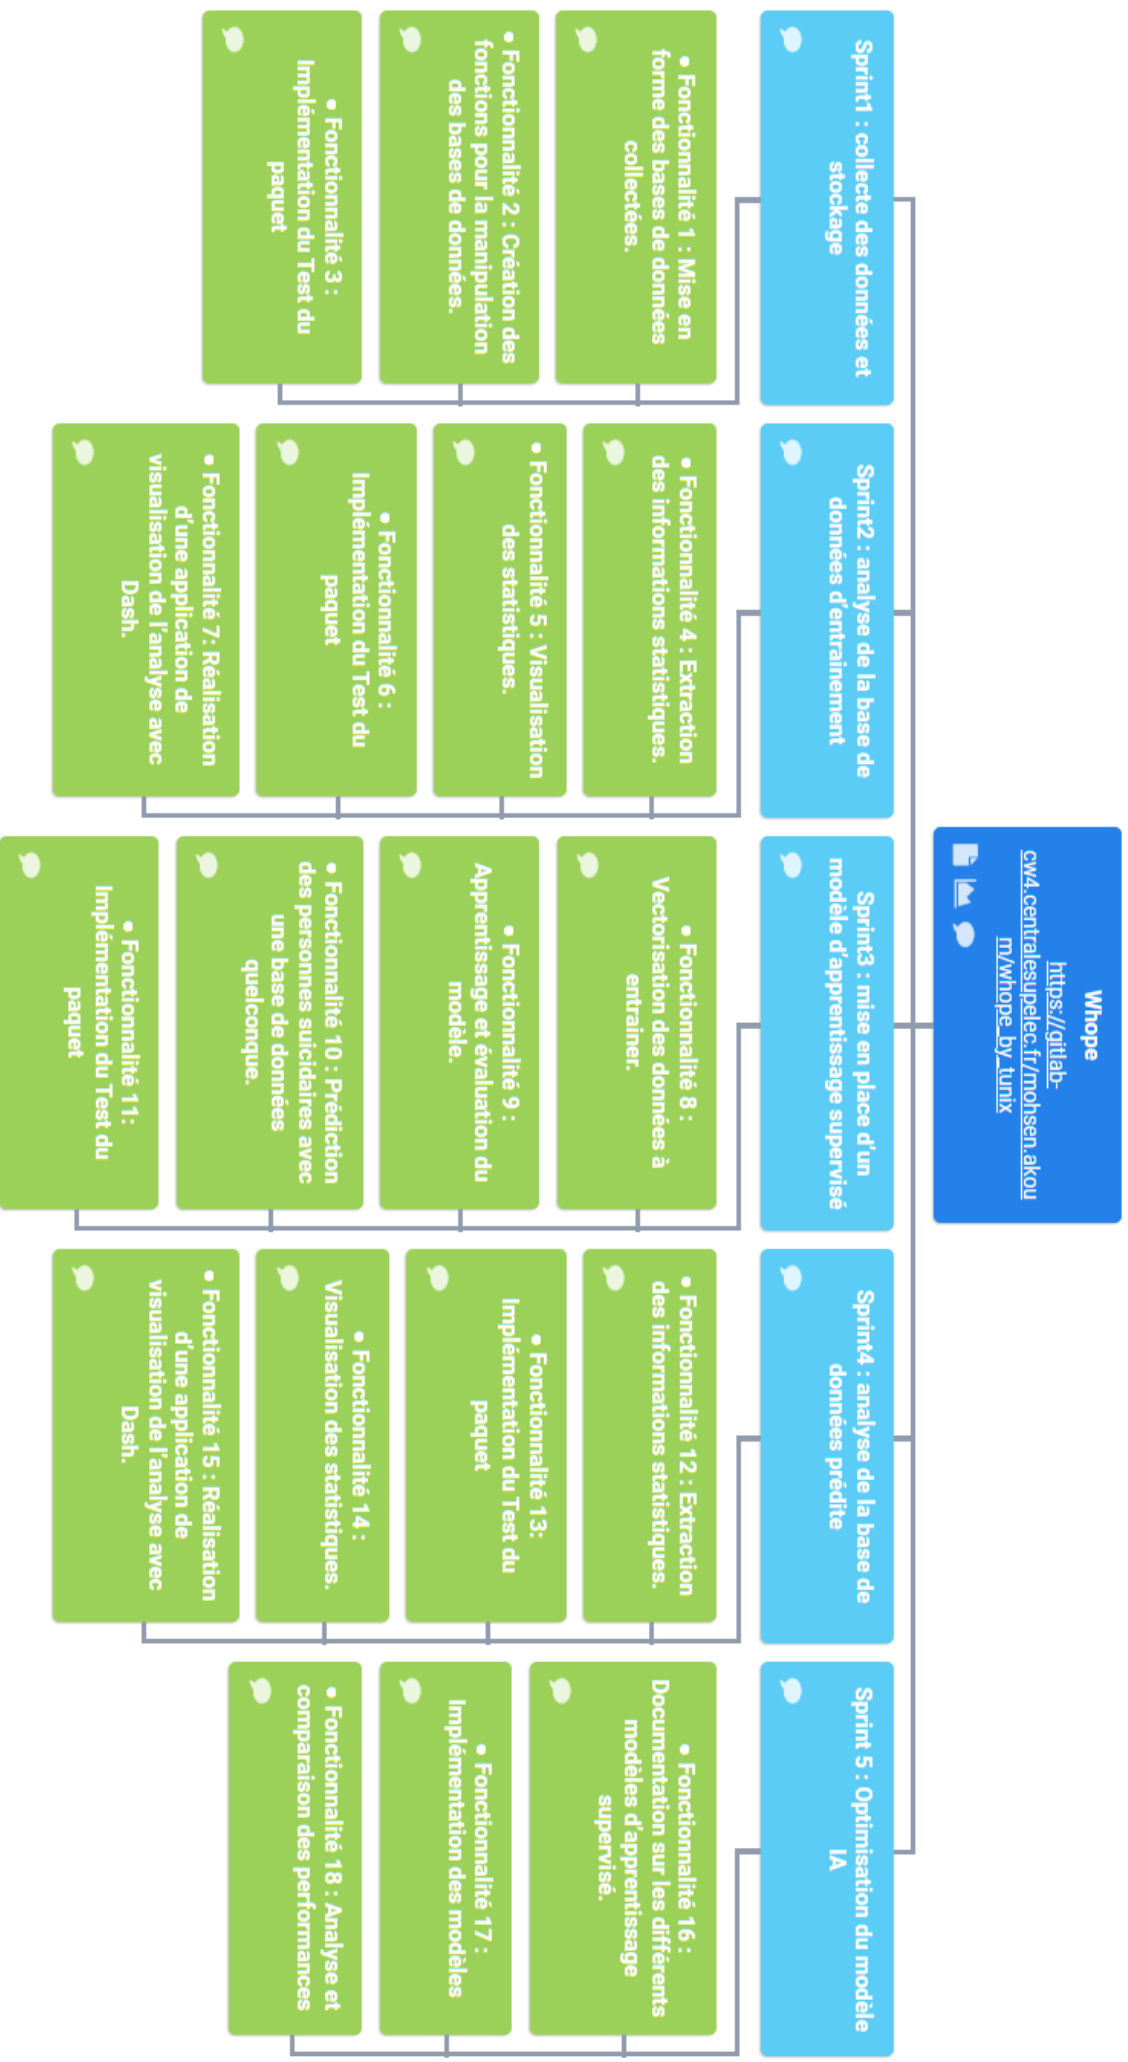 Whope
https://gitlab-
cw4.centralesupelec.fr/mohsen.akou
m/whope_by_tunix
Sprint1 : collecte des données et
stockage
• Fonctionnalité 1 : Mise en
forme des bases de données
collectées.
• Fonctionnalité 2 : Création des
fonctions pour la manipulation
des bases de données.
• Fonctionnalité 3 :
Implémentation du Test du
paquet
Sprint2 : analyse de la base de
données d'entrainement
• Fonctionnalité 4 : Extraction
des informations statistiques.
• Fonctionnalité 5 : Visualisation
des statistiques.
• Fonctionnalité 6 :
Implémentation du Test du
paquet
• Fonctionnalité 7: Réalisation
d'une application de
visualisation de l'analyse avec
Dash.
Sprint3 : mise en place d'un
modèle d'apprentissage supervisé
• Fonctionnalité 8 :
Vectorisation des données à
entrainer.
• Fonctionnalité 9 :
Apprentissage et évaluation du
modèle.
• Fonctionnalité 10 : Prédiction
des personnes suicidaires avec
une base de données
quelconque.
• Fonctionnalité 11:
Implémentation du Test du
paquet
Sprint4 : analyse de la base de
données prédite
• Fonctionnalité 12 : Extraction
des informations statistiques.
• Fonctionnalité 13:
Implémentation du Test du
paquet
• Fonctionnalité 14 :
Visualisation des statistiques.
• Fonctionnalité 15 : Réalisation
d'une application de
visualisation de l'analyse avec
Dash.
Sprint 5 : Optimisation du modèle
IA
• Fonctionnalité 16 :
Documentation sur les différents
modèles d'apprentissage
supervisé.
• Fonctionnalité 17 :
Implémentation des modèles
• Fonctionnalité 18 : Analyse et
comparaison des performances